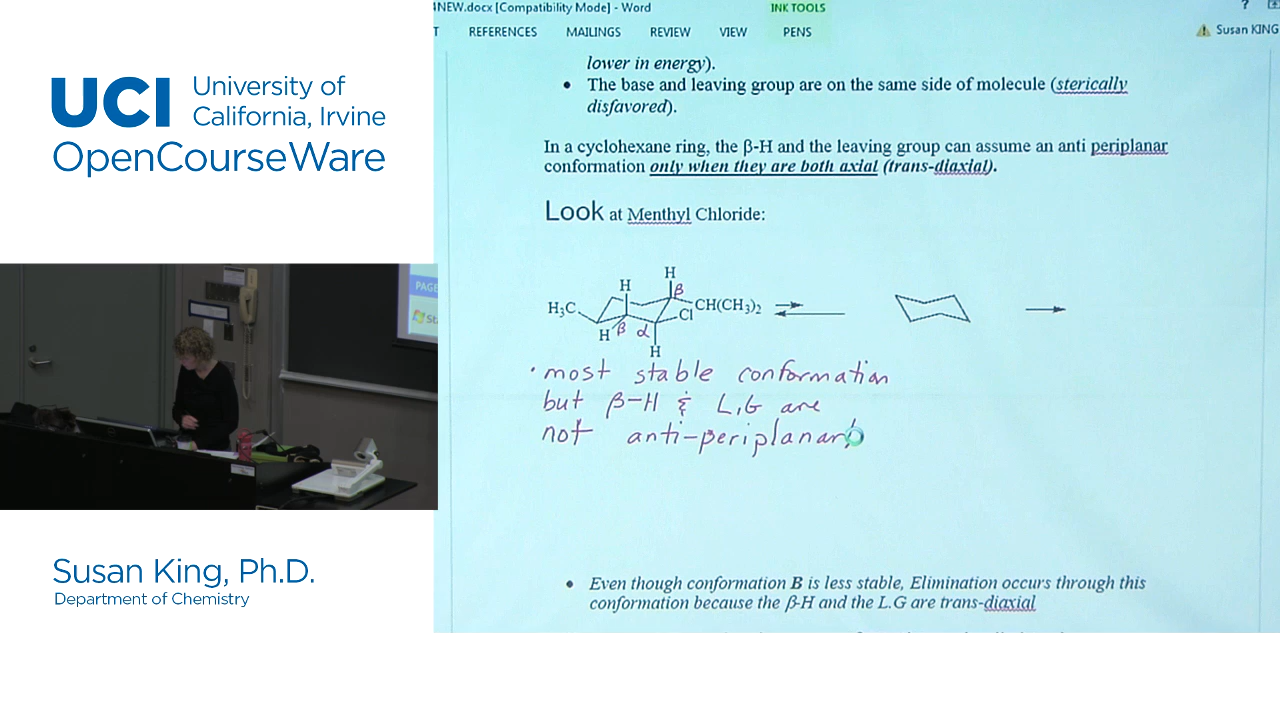 4NEW.docx [Compatibility Mode] - Word
INK TOOLS
?
T REFERENCES MAILINGS REVIEW VIEW PENS
Susan KING
UCI University of California, Irvine
OpenCourseWare
lower in energy).
• The base and leaving group are on the same side of molecule (sterically
disfavored).
In a cyclohexane ring, the β-H and the leaving group can assume an anti periplanar
conformation only when they are both axial (trans-diaxial).
Look at Menthyl Chloride:
H
H β
H₃C CH(CH₃)₂
Cl
H β α
H
• most stable conformation
but β-H & L.G are
not anti-periplanar
PAGE
Susan King, Ph.D.
Department of Chemistry
• Even though conformation B is less stable, Elimination occurs through this
conformation because the β-H and the L.G are trans-diaxial